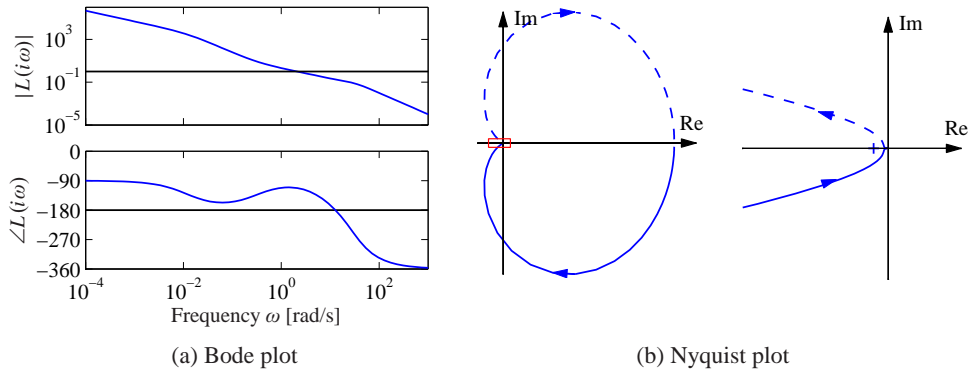 |L(iω)|
10^3
10^−1
10^−5
∠L(iω)
0
−90
−180
−270
−360
10^−4
10^−2
10^0
10^2
Frequency ω [rad/s]
(a) Bode plot
Im
Re
Im
Re
(b) Nyquist plot